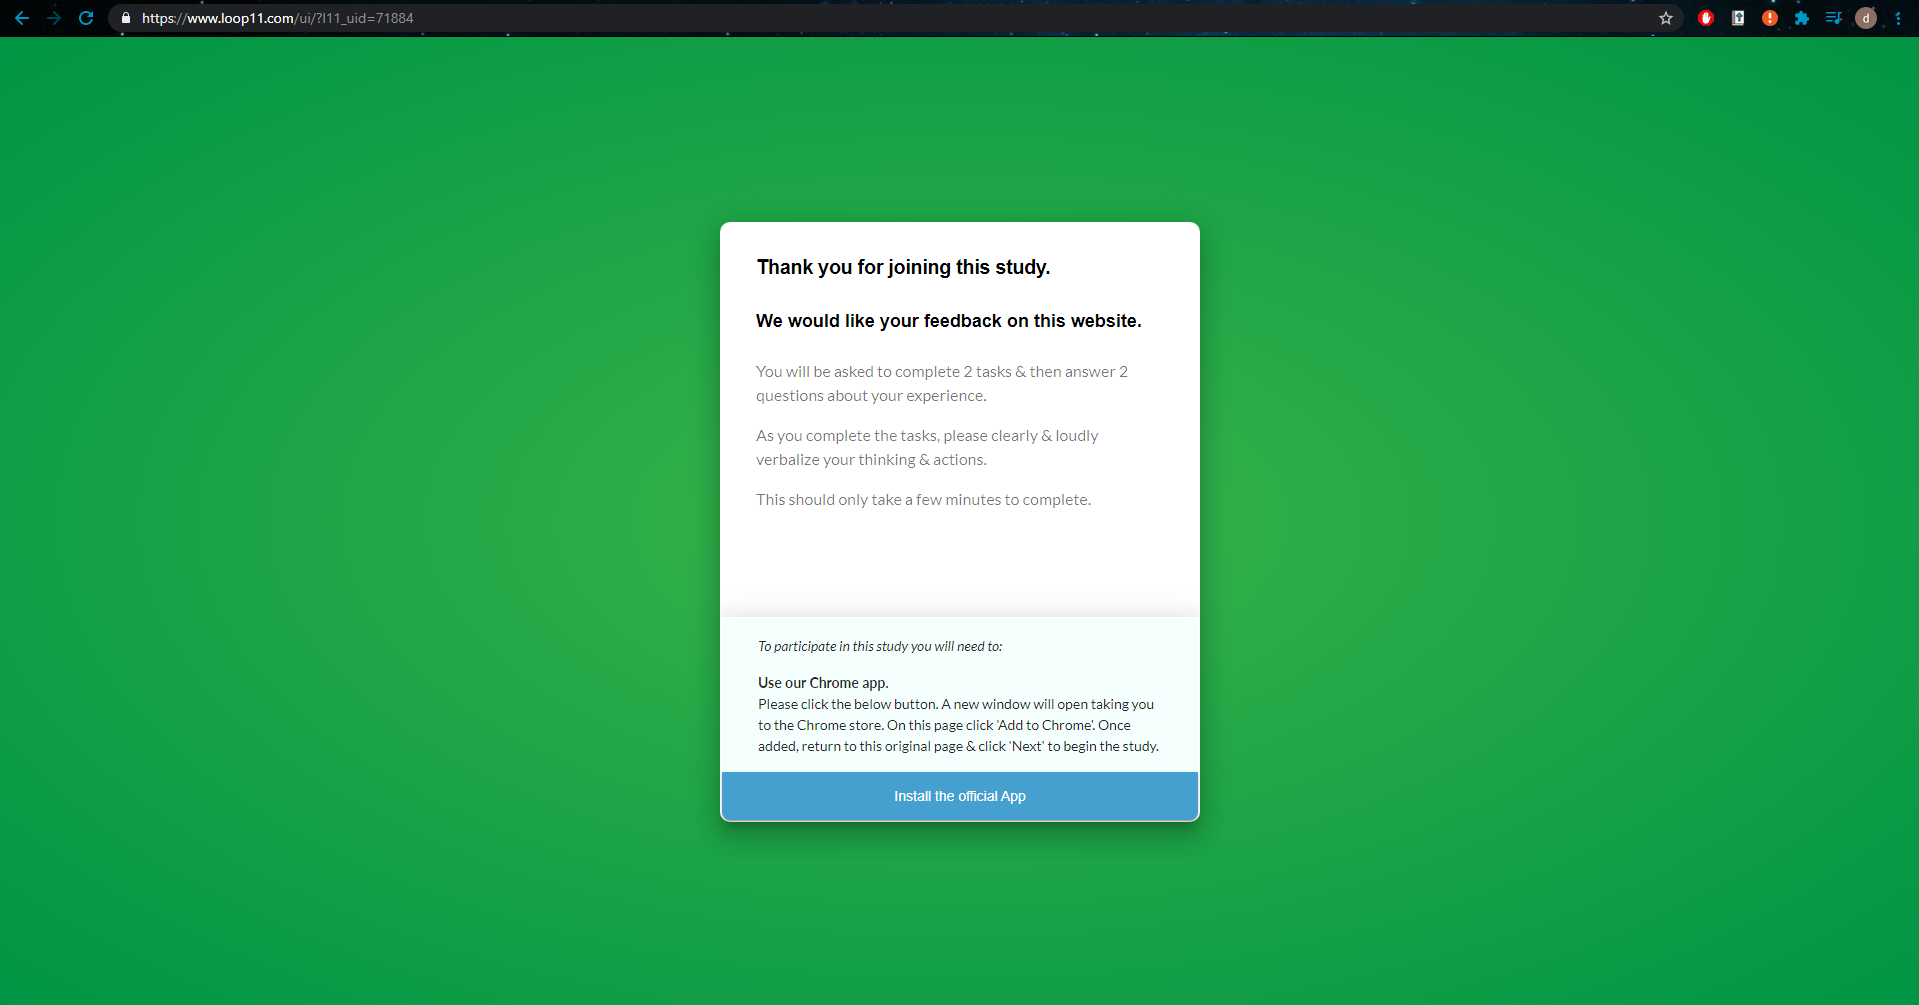 https://www.loop11.com/ui/?l11_uid=71884
d
Thank you for joining this study.
We would like your feedback on this website.
You will be asked to complete 2 tasks & then answer 2
questions about your experience.
As you complete the tasks, please clearly & loudly
verbalize your thinking & actions.
This should only take a few minutes to complete.
To participate in this study you will need to:
Use our Chrome app.
Please click the below button. A new window will open taking you
to the Chrome store. On this page click 'Add to Chrome'. Once
added, return to this original page & click 'Next' to begin the study.
Install the official App